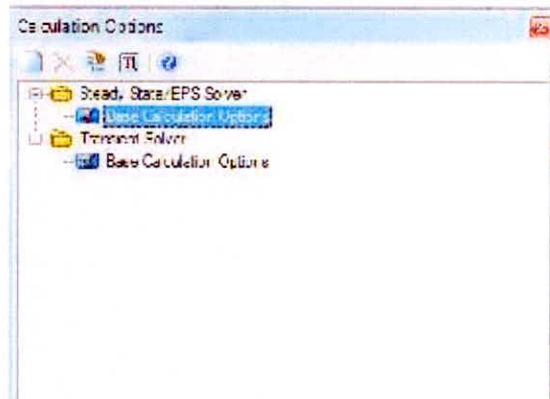 Calculation Options
Steady State/EPS Solver
Base Calculation Options
Transient Solver
Base Calculation Options